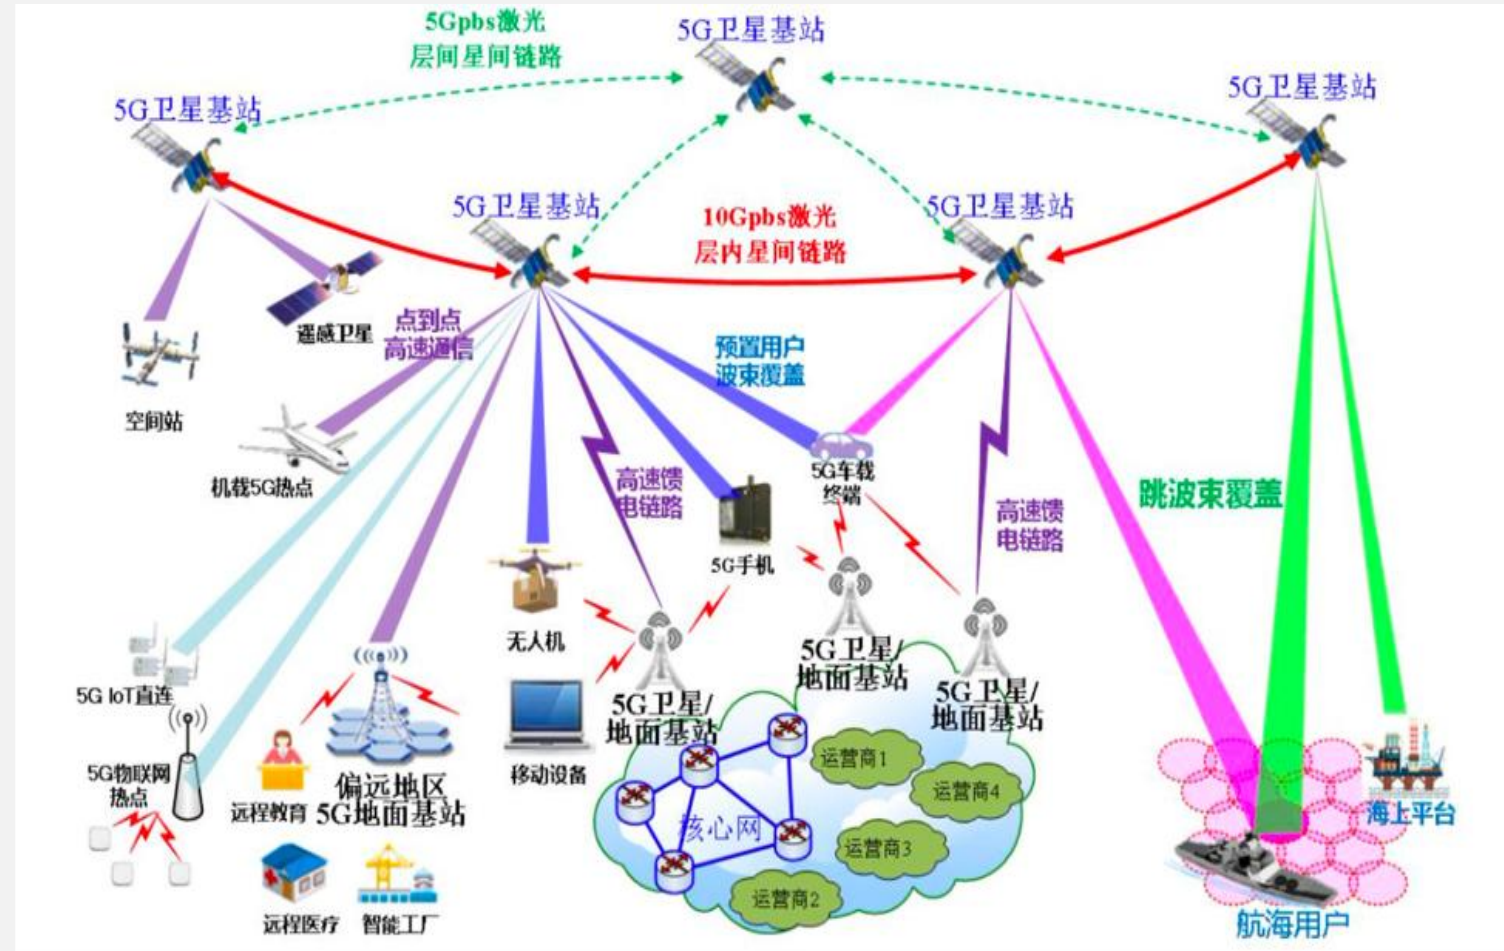 5Gpbs激光
层间星间链路
5G卫星基站
5G卫星基站
5G卫星基站
5G卫星基站
10Gpbs激光
层内星间链路
5G卫星基站
遥感卫星
点到点
高速通信
预置用户
波束覆盖
空间站
机载5G热点
5G车载
终端
高速馈
电链路
跳波束覆盖
高速馈
电链路
5G手机
无人机
5G卫星/
地面基站
5G IoT直连
5G卫星/
地面基站
5G卫星/
地面基站
5G物联网
热点
移动设备
运营商1
偏远地区
5G地面基站
远程教育
运营商4
海上平台
核心网
运营商3
远程医疗
智能工厂
运营商2
航海用户